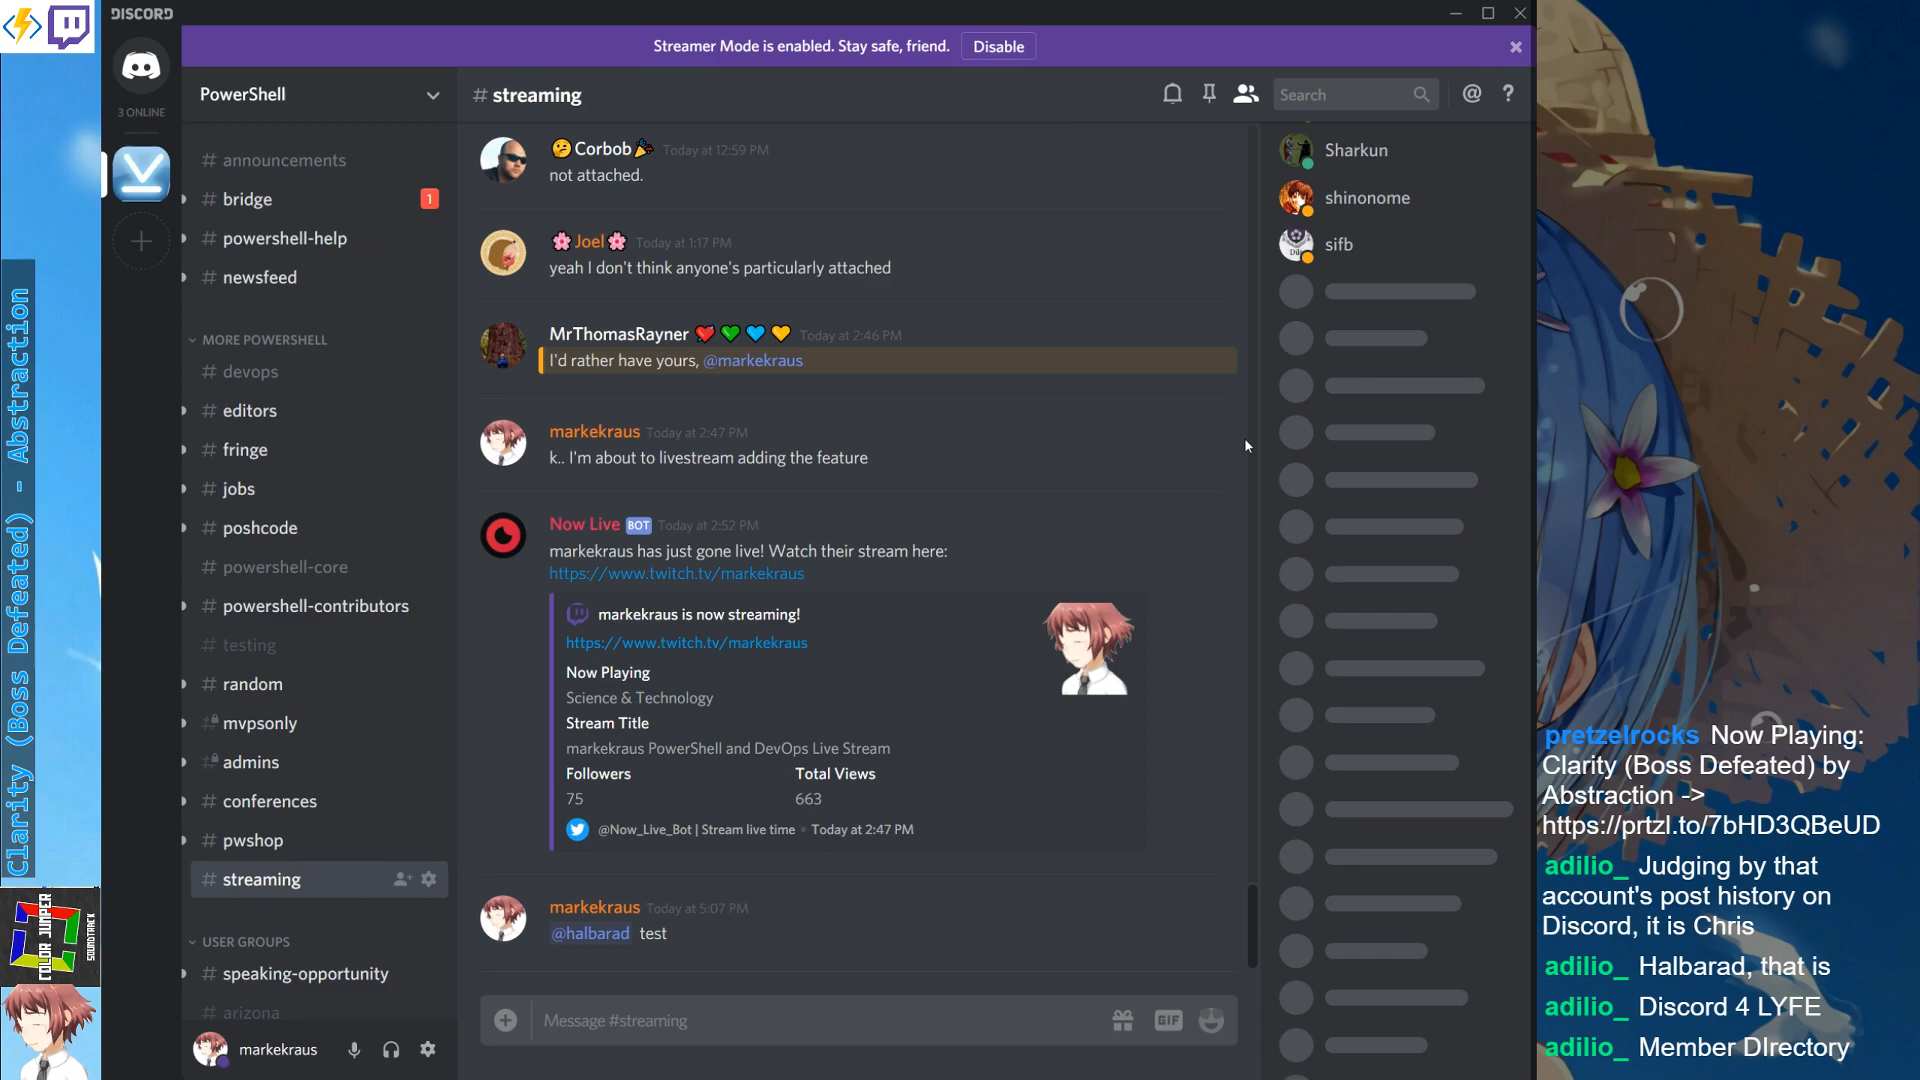 Clarity (Boss Defeated) - Abstraction
COLOR JUMPER
SOUNDTRACK
DISCORD
3 ONLINE
Streamer Mode is enabled. Stay safe, friend.
Disable
PowerShell
# announcements
# bridge
1
# powershell-help
# newsfeed
MORE POWERSHELL
# devops
# editors
# fringe
# jobs
# poshcode
# powershell-core
# powershell-contributors
# testing
# random
# mvpsonly
# admins
# conferences
# pwshop
# streaming
USER GROUPS
# speaking-opportunity
# arizona
markekraus
# streaming
Search
@ ?
🤔Corbob🎉 Today at 12:59 PM
not attached.
🌸Joel🌸 Today at 1:17 PM
yeah I don't think anyone's particularly attached
MrThomasRayner ❤️ 💚 💙 💛 Today at 2:46 PM
I'd rather have yours, @markekraus
markekraus Today at 2:47 PM
k.. I'm about to livestream adding the feature
Now Live BOT Today at 2:52 PM
markekraus has just gone live! Watch their stream here:
https://www.twitch.tv/markekraus
markekraus is now streaming!
https://www.twitch.tv/markekraus
Now Playing
Science & Technology
Stream Title
markekraus PowerShell and DevOps Live Stream
Followers Total Views
75 663
@Now_Live_Bot | Stream live time • Today at 2:47 PM
markekraus Today at 5:07 PM
@halbarad test
Message #streaming
GIF
Sharkun
shinonome
sifb
pretzelrocks Now Playing:
Clarity (Boss Defeated) by
Abstraction ->
https://prtzl.to/7bHD3QBeUD
adilio_ Judging by that
account's post history on
Discord, it is Chris
adilio_ Halbarad, that is
adilio_ Discord 4 LYFE
adilio_ Member DIrectory